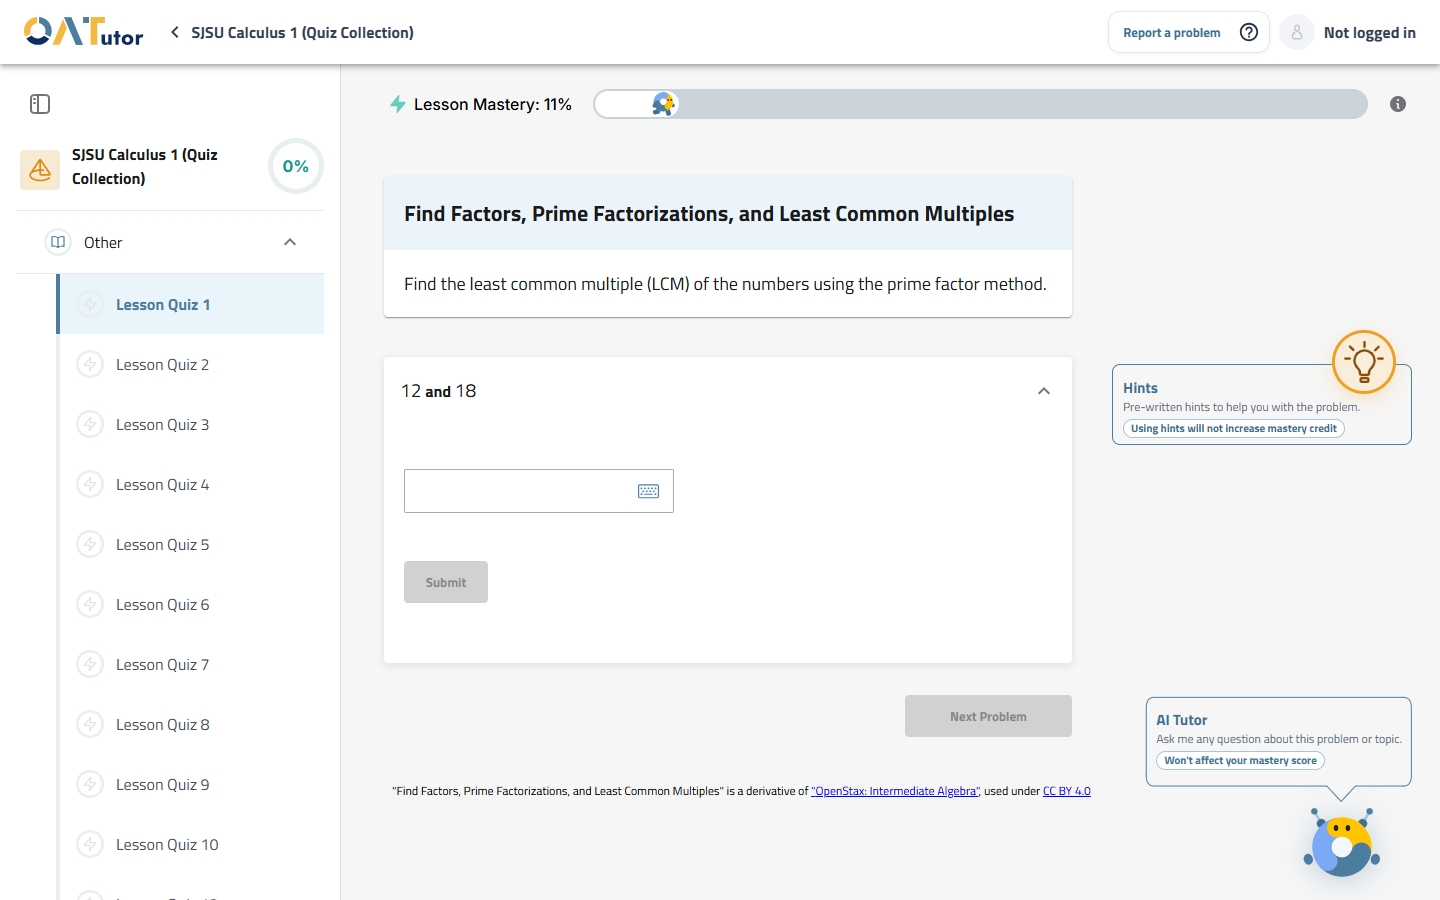 OATutor
SJSU Calculus 1 (Quiz Collection)
Report a problem
Not logged in
SJSU Calculus 1 (Quiz
Collection)
0%
Other
Lesson Quiz 1
Lesson Quiz 2
Lesson Quiz 3
Lesson Quiz 4
Lesson Quiz 5
Lesson Quiz 6
Lesson Quiz 7
Lesson Quiz 8
Lesson Quiz 9
Lesson Quiz 10
Lesson Mastery: 11%
Find Factors, Prime Factorizations, and Least Common Multiples
Find the least common multiple (LCM) of the numbers using the prime factor method.
12 and 18
Submit
Next Problem
"Find Factors, Prime Factorizations, and Least Common Multiples" is a derivative of "OpenStax: Intermediate Algebra", used under CC BY 4.0
Hints
Pre-written hints to help you with the problem.
Using hints will not increase mastery credit
AI Tutor
Ask me any question about this problem or topic.
Won't affect your mastery score